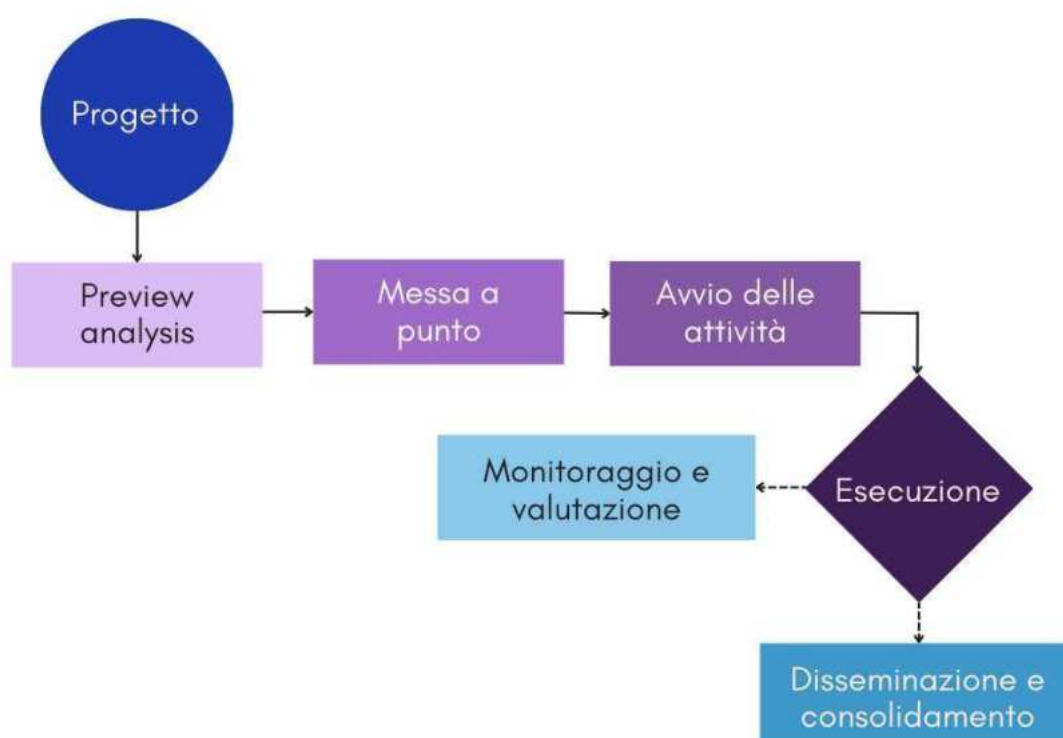 Progetto
Preview
analysis
Messa a
punto
Avvio delle
attività
Monitoraggio e
valutazione
Esecuzione
Disseminazione e
consolidamento